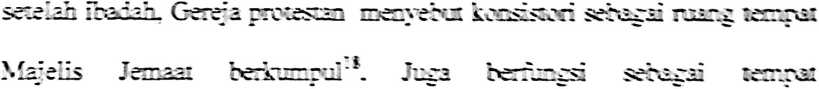 setelah ibadah. Gereja protestan menyebut konsistori sebagai ruang tempat
Majelis Jemaat berkumpul¹⁸. Juga berfungsi sebagai tempat